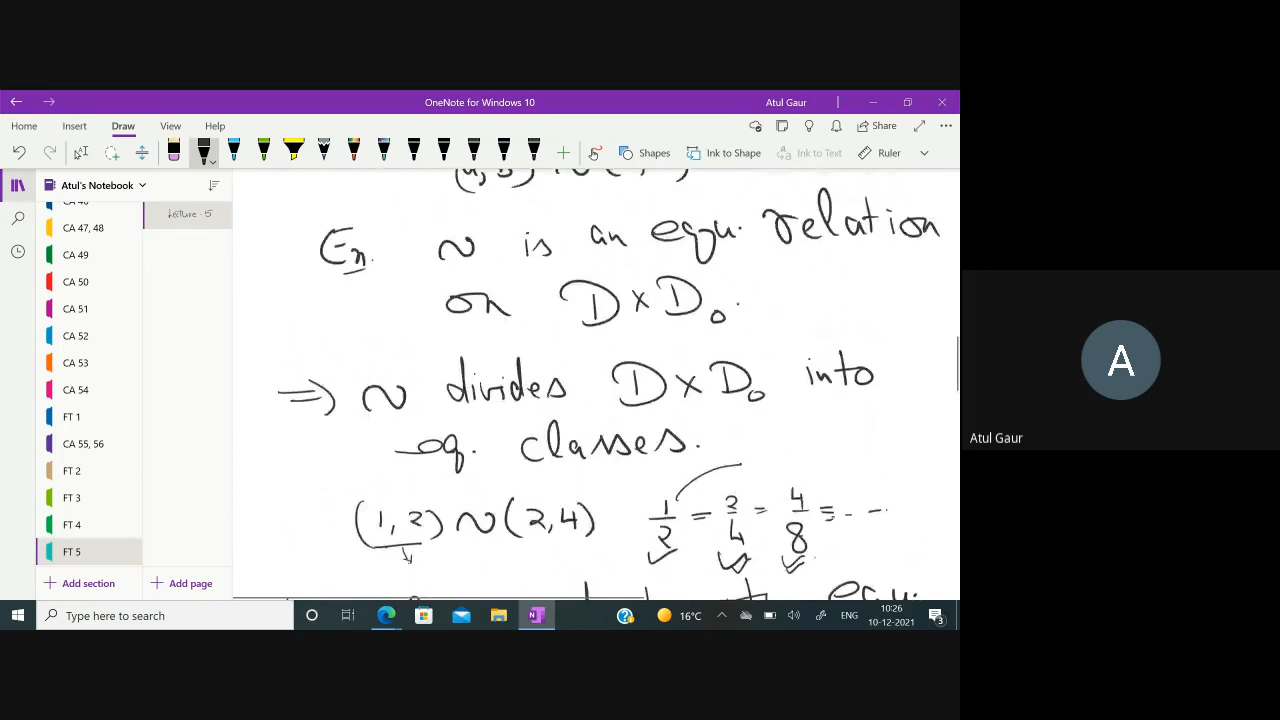 OneNote for Windows 10
Atul Gaur
Home Insert Draw View Help
Share
Shapes
Ink to Shape
Ink to Text
Ruler
Atul's Notebook
Lecture - 5
CA 47, 48
CA 49
CA 50
CA 51
CA 52
CA 53
CA 54
FT 1
CA 55, 56
FT 2
FT 3
FT 4
FT 5
Add section
Add page
Ex. ~ is an equ. relation
on D×D₀.
⇒ ~ divides D×D₀ into
eq. classes.
(1, 2) ~ (2, 4) 1/2 = 2/4 = 4/8 = - - -
equ.
A
Atul Gaur
Type here to search
16°C
ENG
10:26
10-12-2021
3